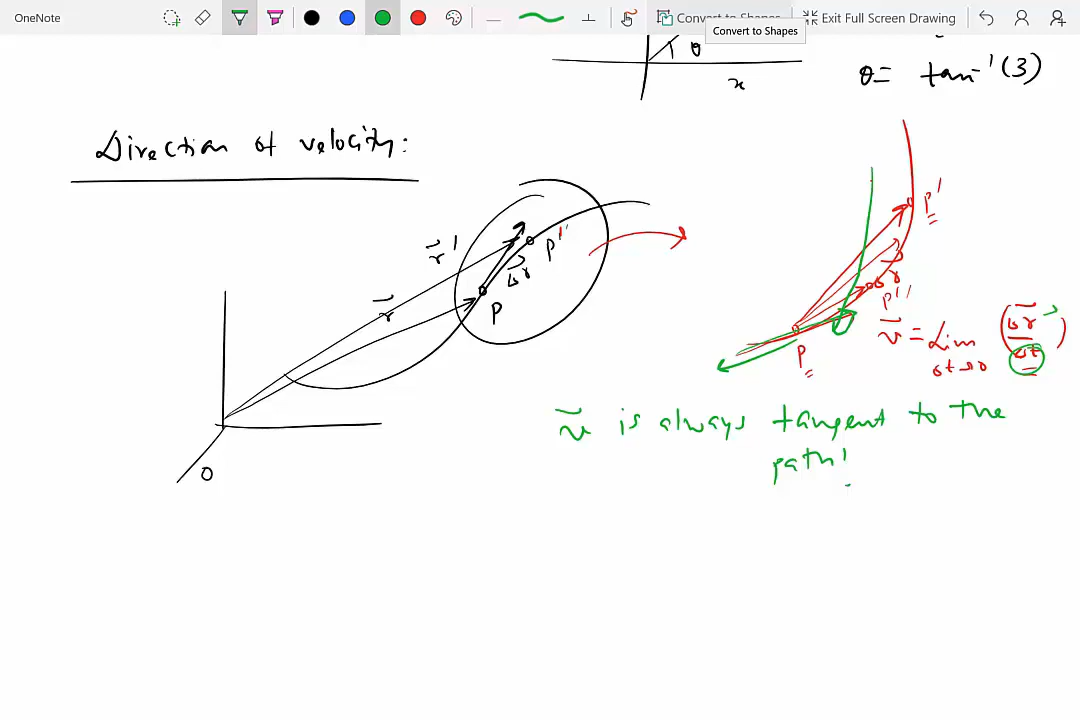 OneNote
Convert to Shapes
Exit Full Screen Drawing
Convert to Shapes
θ
x
θ = tan⁻¹(3)
Direction of velocity:
r⃗'
r⃗
Δr⃗
P
P''
O
P'
Δr⃗
P''
P
v⃗ = Lim Δt→0 (Δr⃗/Δt)
v⃗ is always tangent to the
path!